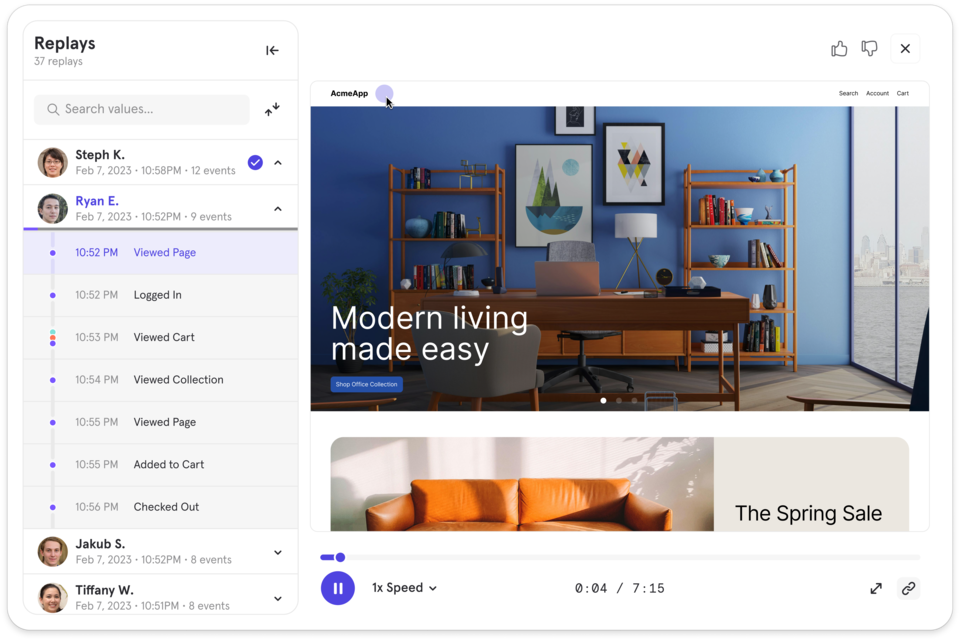 Replays
37 replays
Search values...
Steph K.
Feb 7, 2023 • 10:58PM • 12 events
Ryan E.
Feb 7, 2023 • 10:52PM • 9 events
10:52 PM Viewed Page
10:52 PM Logged In
10:53 PM Viewed Cart
10:54 PM Viewed Collection
10:55 PM Viewed Page
10:55 PM Added to Cart
10:56 PM Checked Out
Jakub S.
Feb 7, 2023 • 10:52PM • 8 events
Tiffany W.
Feb 7, 2023 • 10:51PM • 8 events
AcmeApp
Search Account Cart
Modern living
made easy
Shop Office Collection
The Spring Sale
1x Speed
0:04 / 7:15